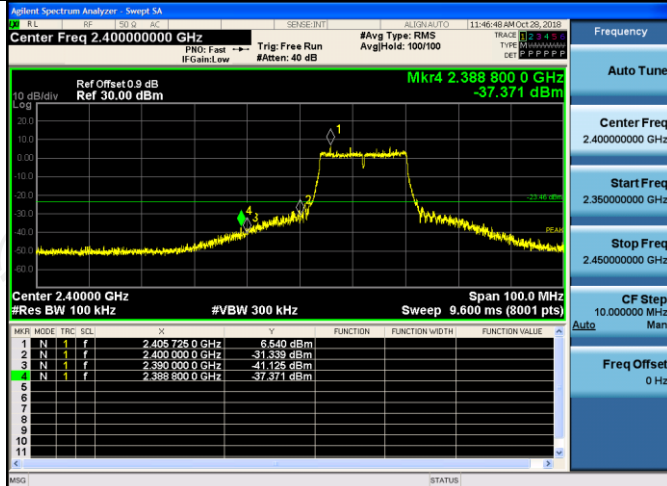 Agilent Spectrum Analyzer - Swept SA
RL RF 50 Ω AC SENSE:INT ALIGNAUTO 11:46:48 AM Oct 28, 2018
Center Freq 2.400000000 GHz
PNO: Fast
IFGain:Low
Trig: Free Run
#Atten: 40 dB
#Avg Type: RMS
Avg|Hold: 100/100
TRACE 1 2 3 4 5 6
TYPE M
DET P P P P P P
Ref Offset 0.9 dB
Ref 30.00 dBm
10 dB/div
Log
Mkr4 2.388 800 0 GHz
-37.371 dBm
20.0
10.0
0.00
-10.0
-20.0
-30.0
-40.0
-50.0
-60.0
1
2
3
4
-23.46 dBm
PEAK
Center 2.40000 GHz
#Res BW 100 kHz
#VBW 300 kHz
Span 100.0 MHz
Sweep 9.600 ms (8001 pts)
MKR MODE TRC SCL X Y FUNCTION FUNCTION WIDTH FUNCTION VALUE
1 N 1 f 2.405 725 0 GHz 6.540 dBm
2 N 1 f 2.400 000 0 GHz -31.339 dBm
3 N 1 f 2.390 000 0 GHz -41.125 dBm
4 N 1 f 2.388 800 0 GHz -37.371 dBm
5
6
7
8
9
10
11
MSG STATUS
Frequency
Auto Tune
Center Freq
2.400000000 GHz
Start Freq
2.350000000 GHz
Stop Freq
2.450000000 GHz
CF Step
10.000000 MHz
Auto Man
Freq Offset
0 Hz